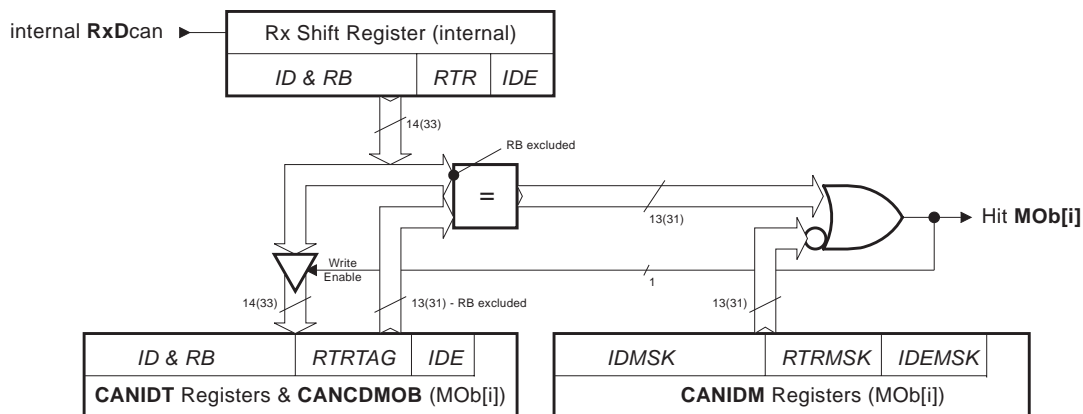 internal RxDcan
Rx Shift Register (internal)
ID & RB RTR IDE
14(33)
RB excluded
=
13(31)
Hit MOb[i]
Write
Enable
1
14(33)
13(31) - RB excluded
13(31)
ID & RB RTRTAG IDE
CANIDT Registers & CANCDMOB (MOb[i])
IDMSK RTRMSK IDEMSK
CANIDM Registers (MOb[i])